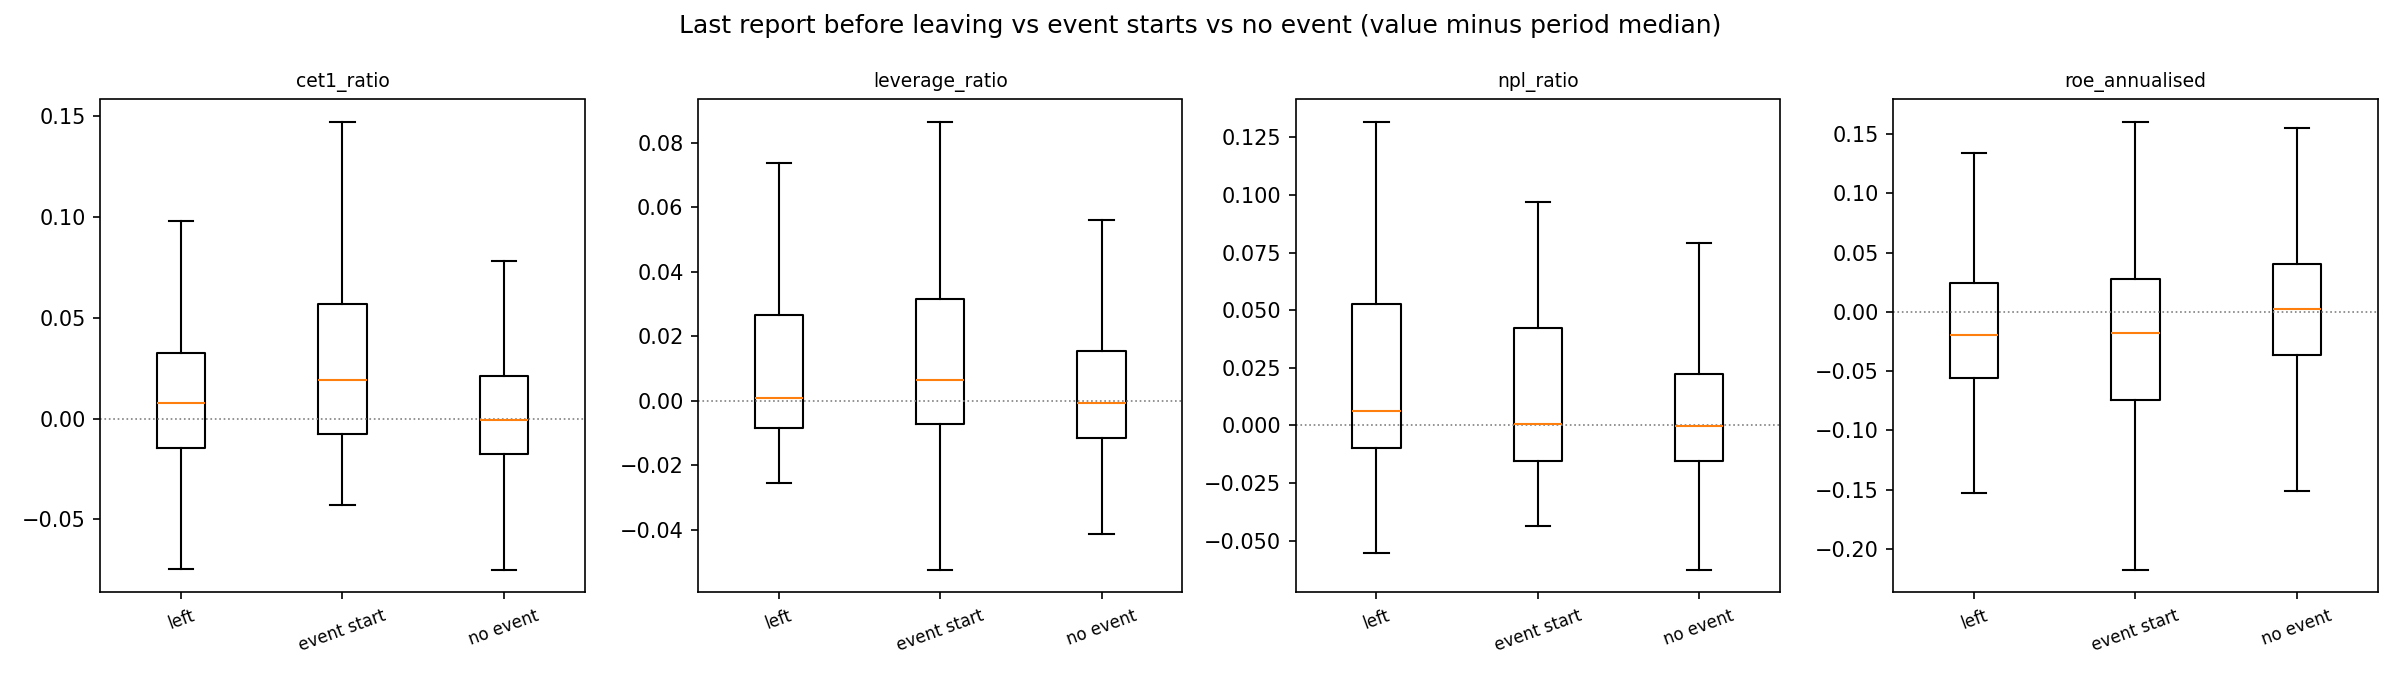 Last report before leaving vs event starts vs no event (value minus period median)
cet1_ratio
0.15
0.10
0.05
0.00
−0.05
left
event start
no event
leverage_ratio
0.08
0.06
0.04
0.02
0.00
−0.02
−0.04
left
event start
no event
npl_ratio
0.125
0.100
0.075
0.050
0.025
0.000
−0.025
−0.050
left
event start
no event
roe_annualised
0.15
0.10
0.05
0.00
−0.05
−0.10
−0.15
−0.20
left
event start
no event